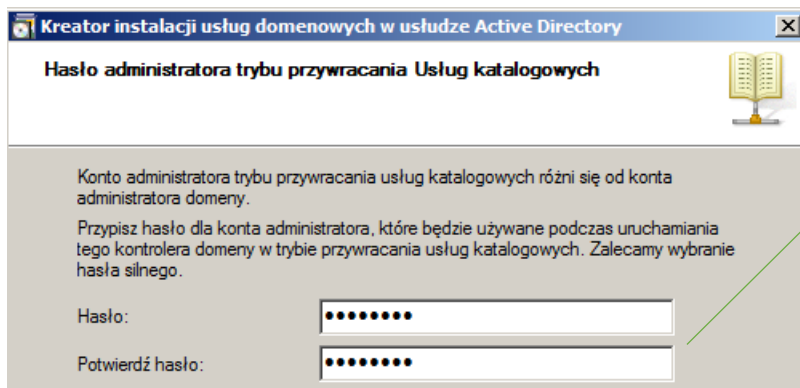 Kreator instalacji usług domenowych w usłudze Active Directory
Hasło administratora trybu przywracania Usług katalogowych
Konto administratora trybu przywracania usług katalogowych różni się od konta
administratora domeny.
Przypisz hasło dla konta administratora, które będzie używane podczas uruchamiania
tego kontrolera domeny w trybie przywracania usług katalogowych. Zalecamy wybranie
hasła silnego.
Hasło: ●●●●●●●●
Potwierdź hasło: ●●●●●●●●